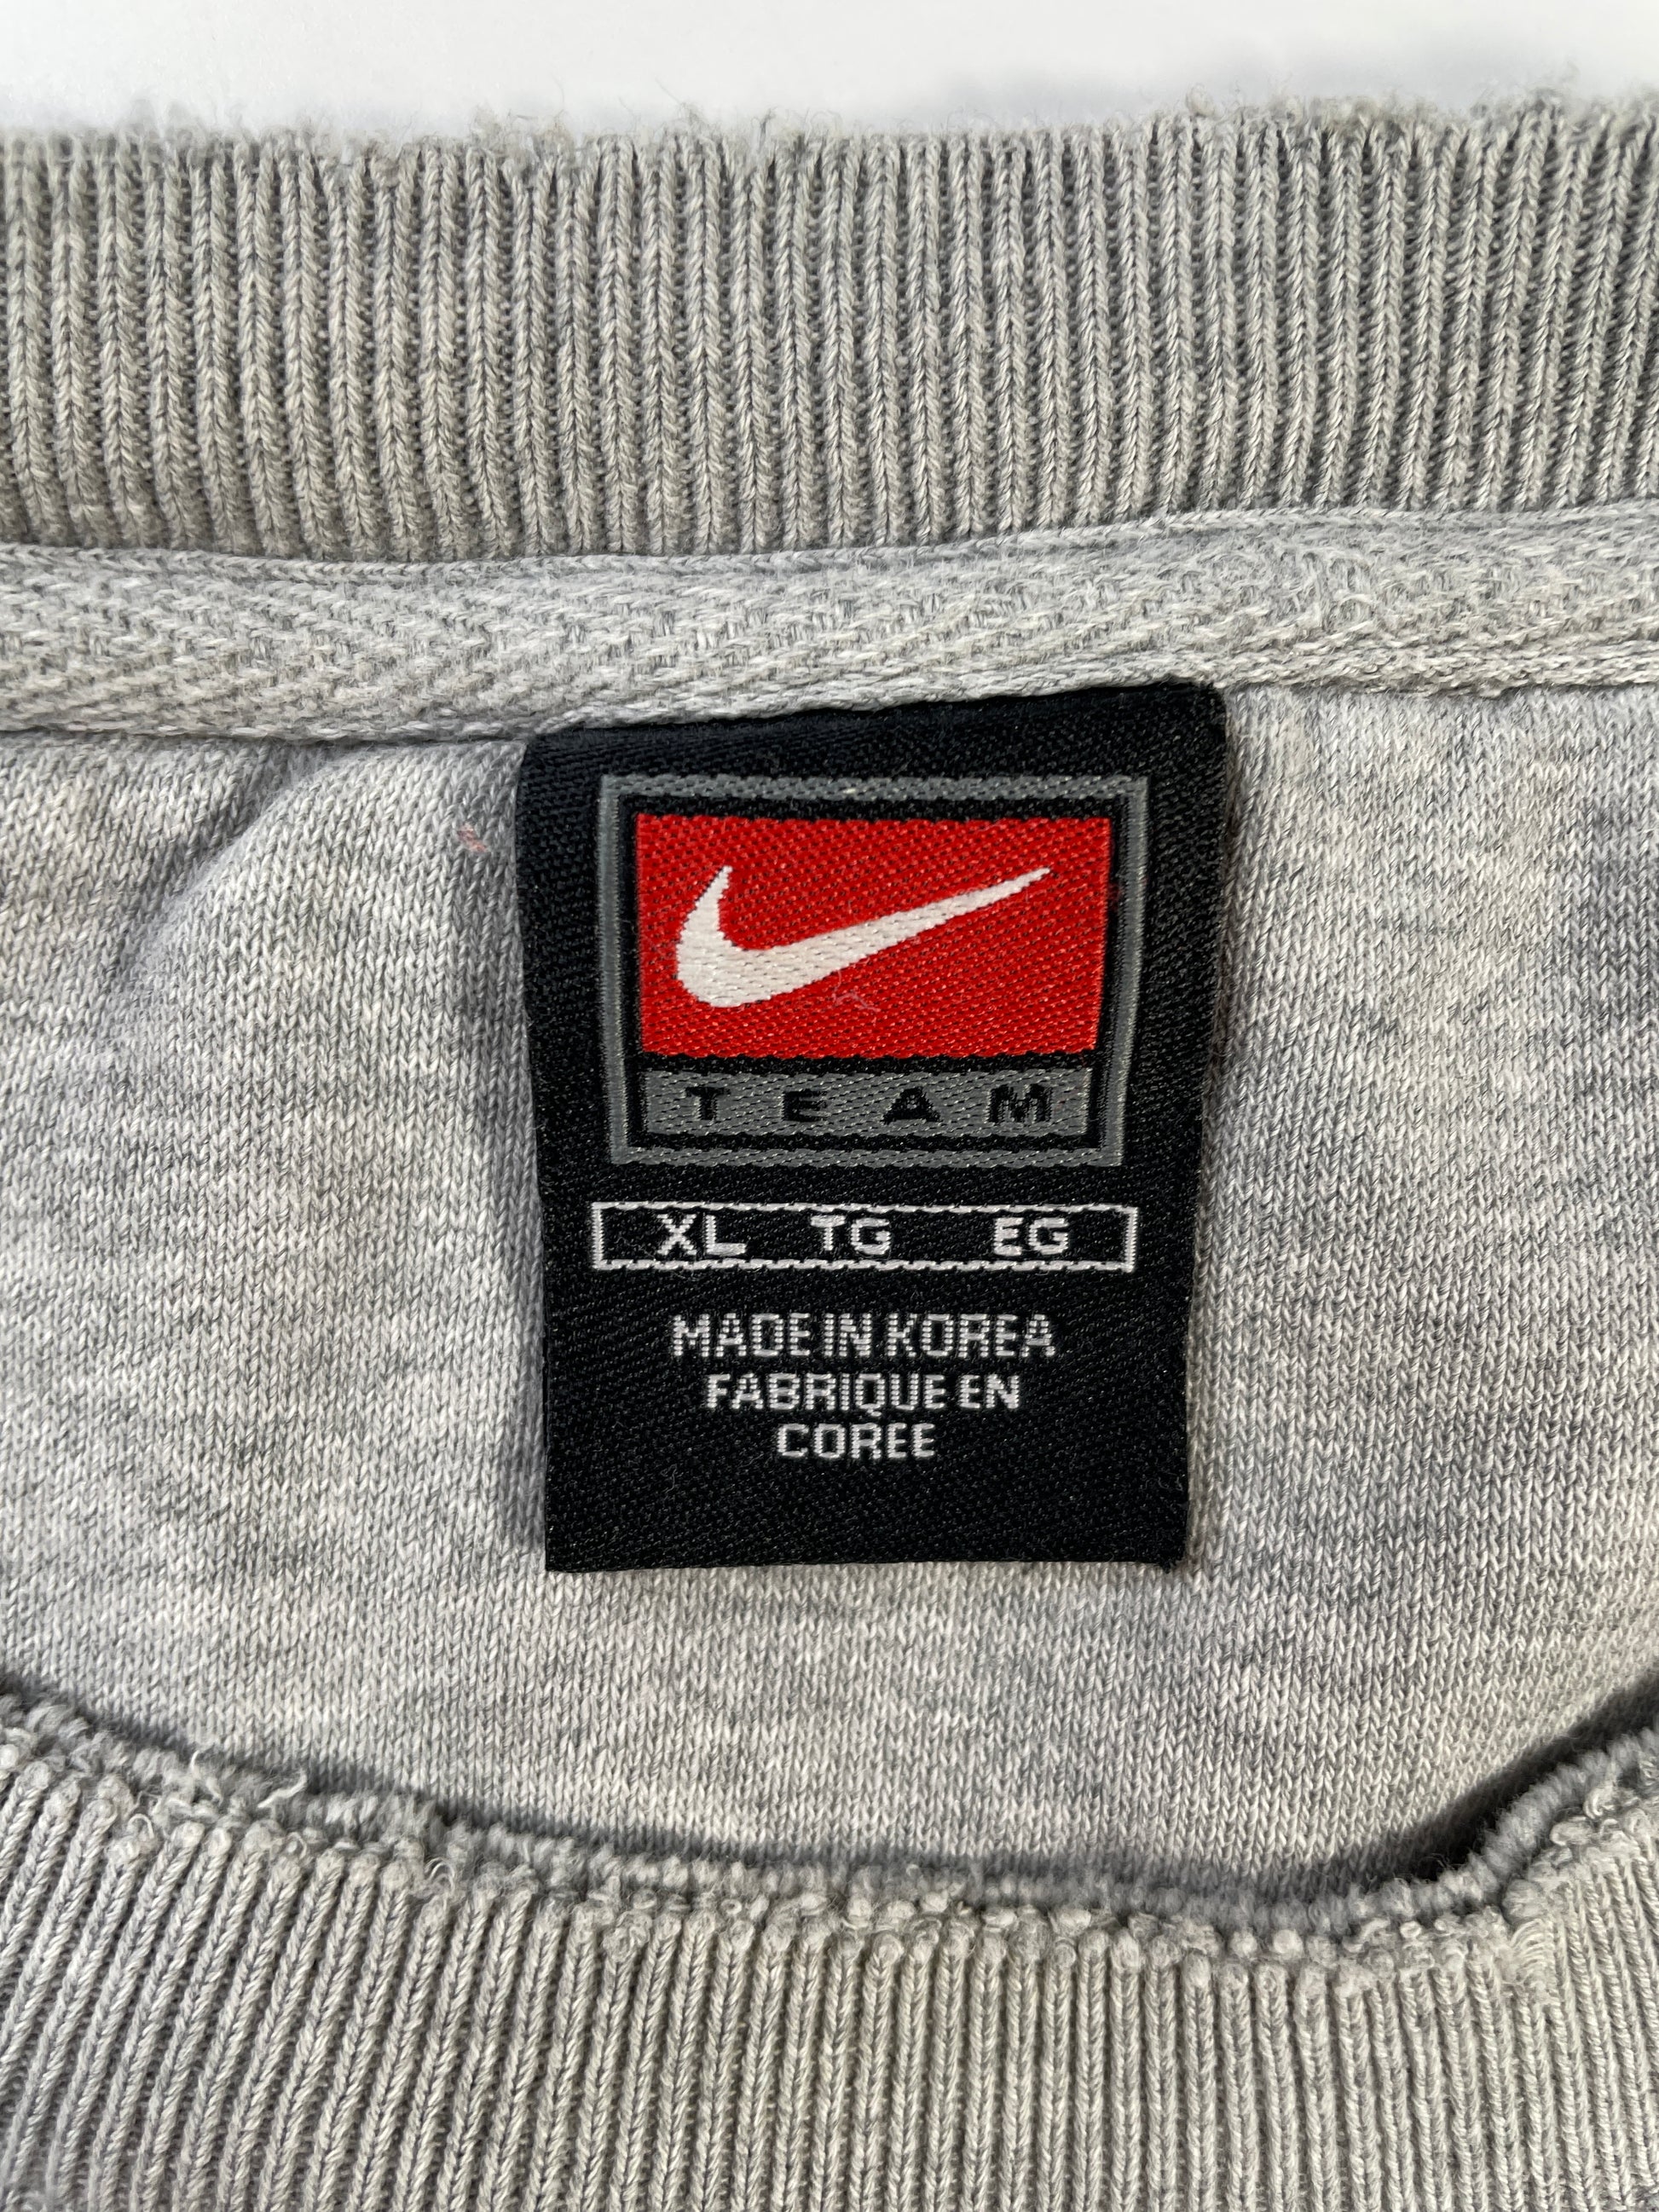 TEAM
XL TG EG
MADE IN KOREA
FABRIQUE EN
COREE